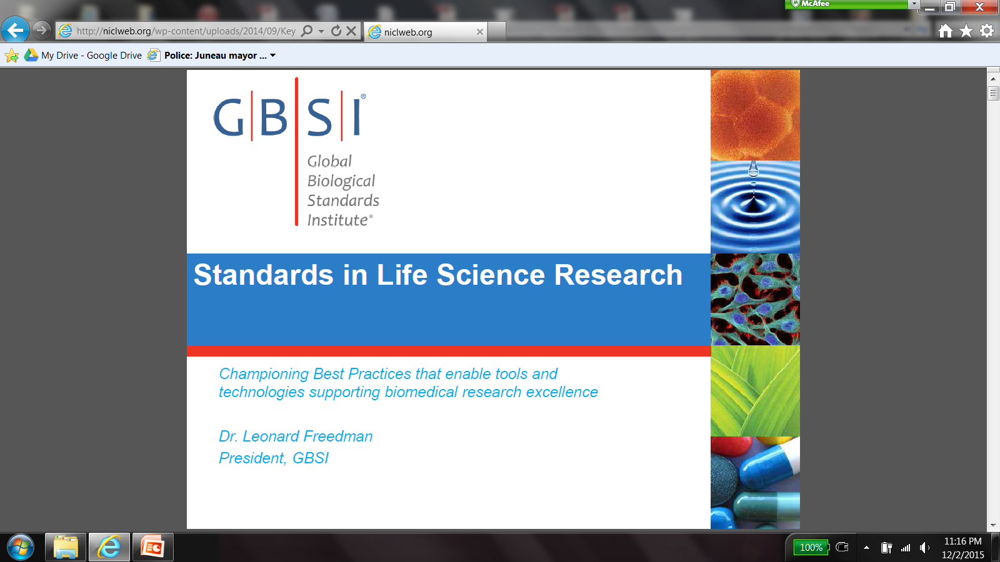 McAfee
http://niclweb.org/wp-content/uploads/2014/09/Key
niclweb.org
My Drive - Google Drive
Police: Juneau mayor ...
G|B|S|I®
Global
Biological
Standards
Institute®
Standards in Life Science Research
Championing Best Practices that enable tools and
technologies supporting biomedical research excellence
Dr. Leonard Freedman
President, GBSI
100%
11:16 PM
12/2/2015